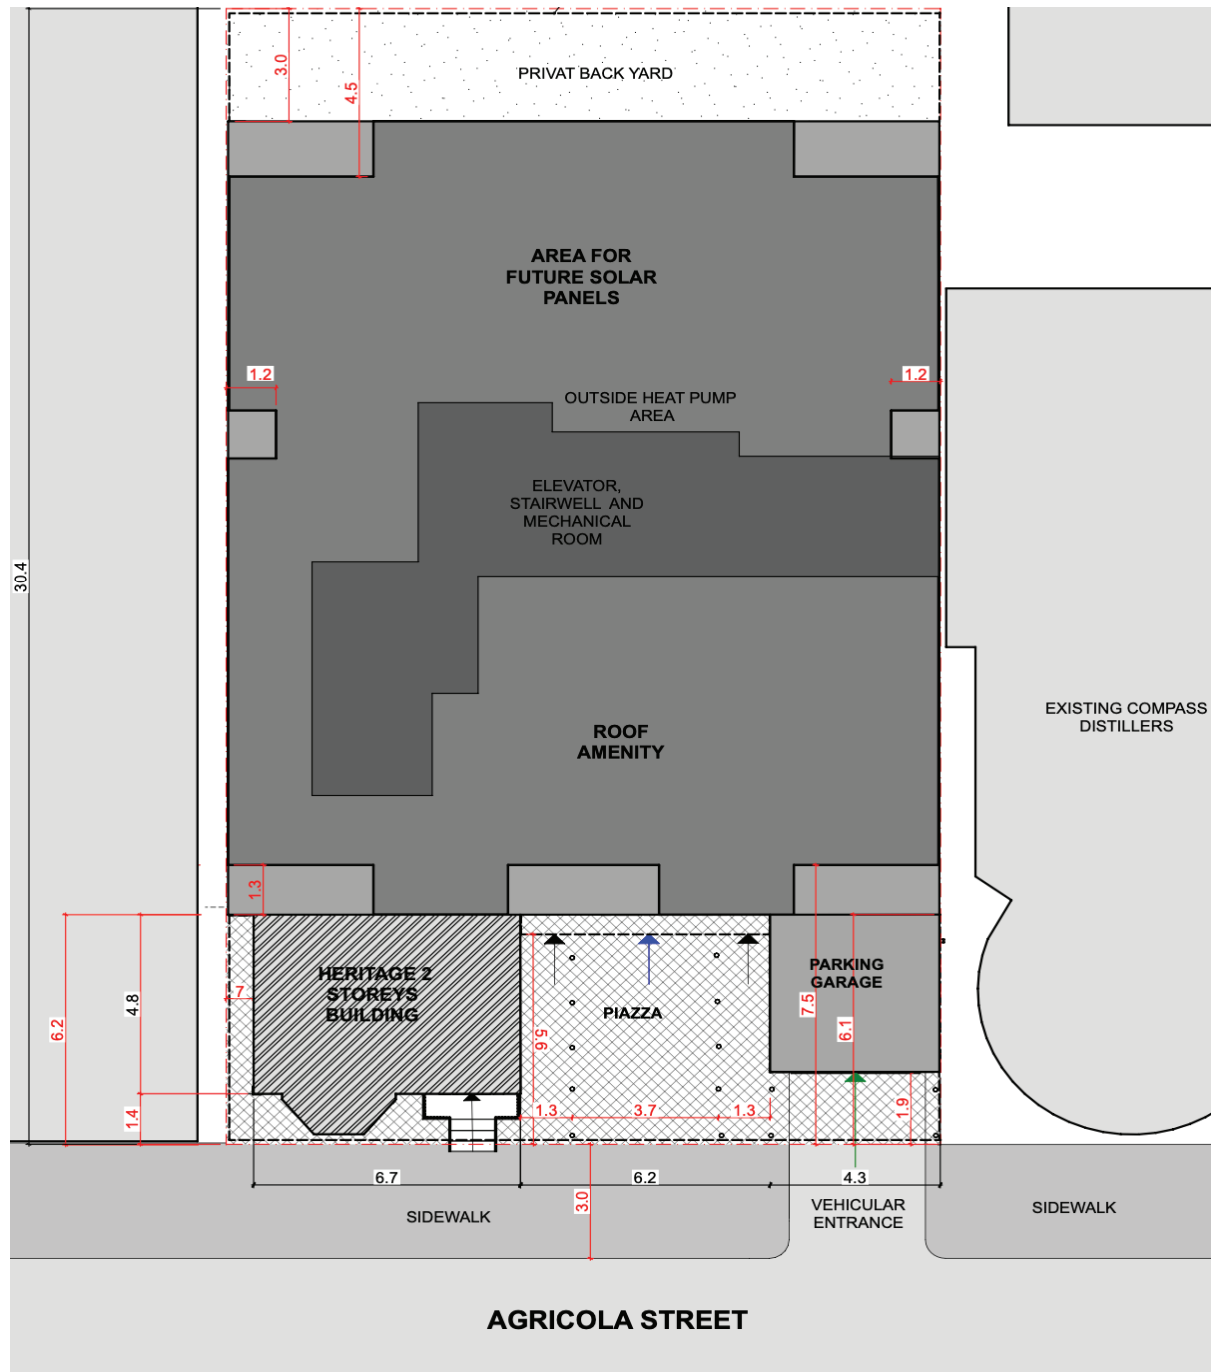 PRIVAT BACK YARD
3.0
4.5
AREA FOR
FUTURE SOLAR
PANELS
1.2
1.2
OUTSIDE HEAT PUMP
AREA
ELEVATOR,
STAIRWELL AND
MECHANICAL
ROOM
30.4
EXISTING COMPASS
DISTILLERS
ROOF
AMENITY
1.3
HERITAGE 2
STOREYS
BUILDING
7
4.8
6.2
1.4
PIAZZA
5.6
PARKING
GARAGE
7.5
6.1
1.9
1.3
3.7
1.3
6.7
6.2
4.3
3.0
SIDEWALK
VEHICULAR
ENTRANCE
SIDEWALK
AGRICOLA STREET